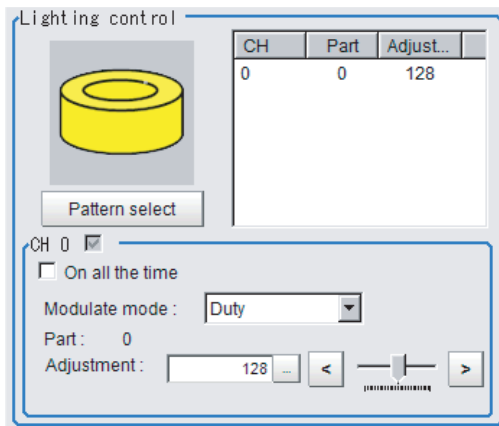 Lighting control
CH Part Adjust...
0 0 128
Pattern select
CH 0
On all the time
Modulate mode : Duty
Part : 0
Adjustment : 128 ... < >